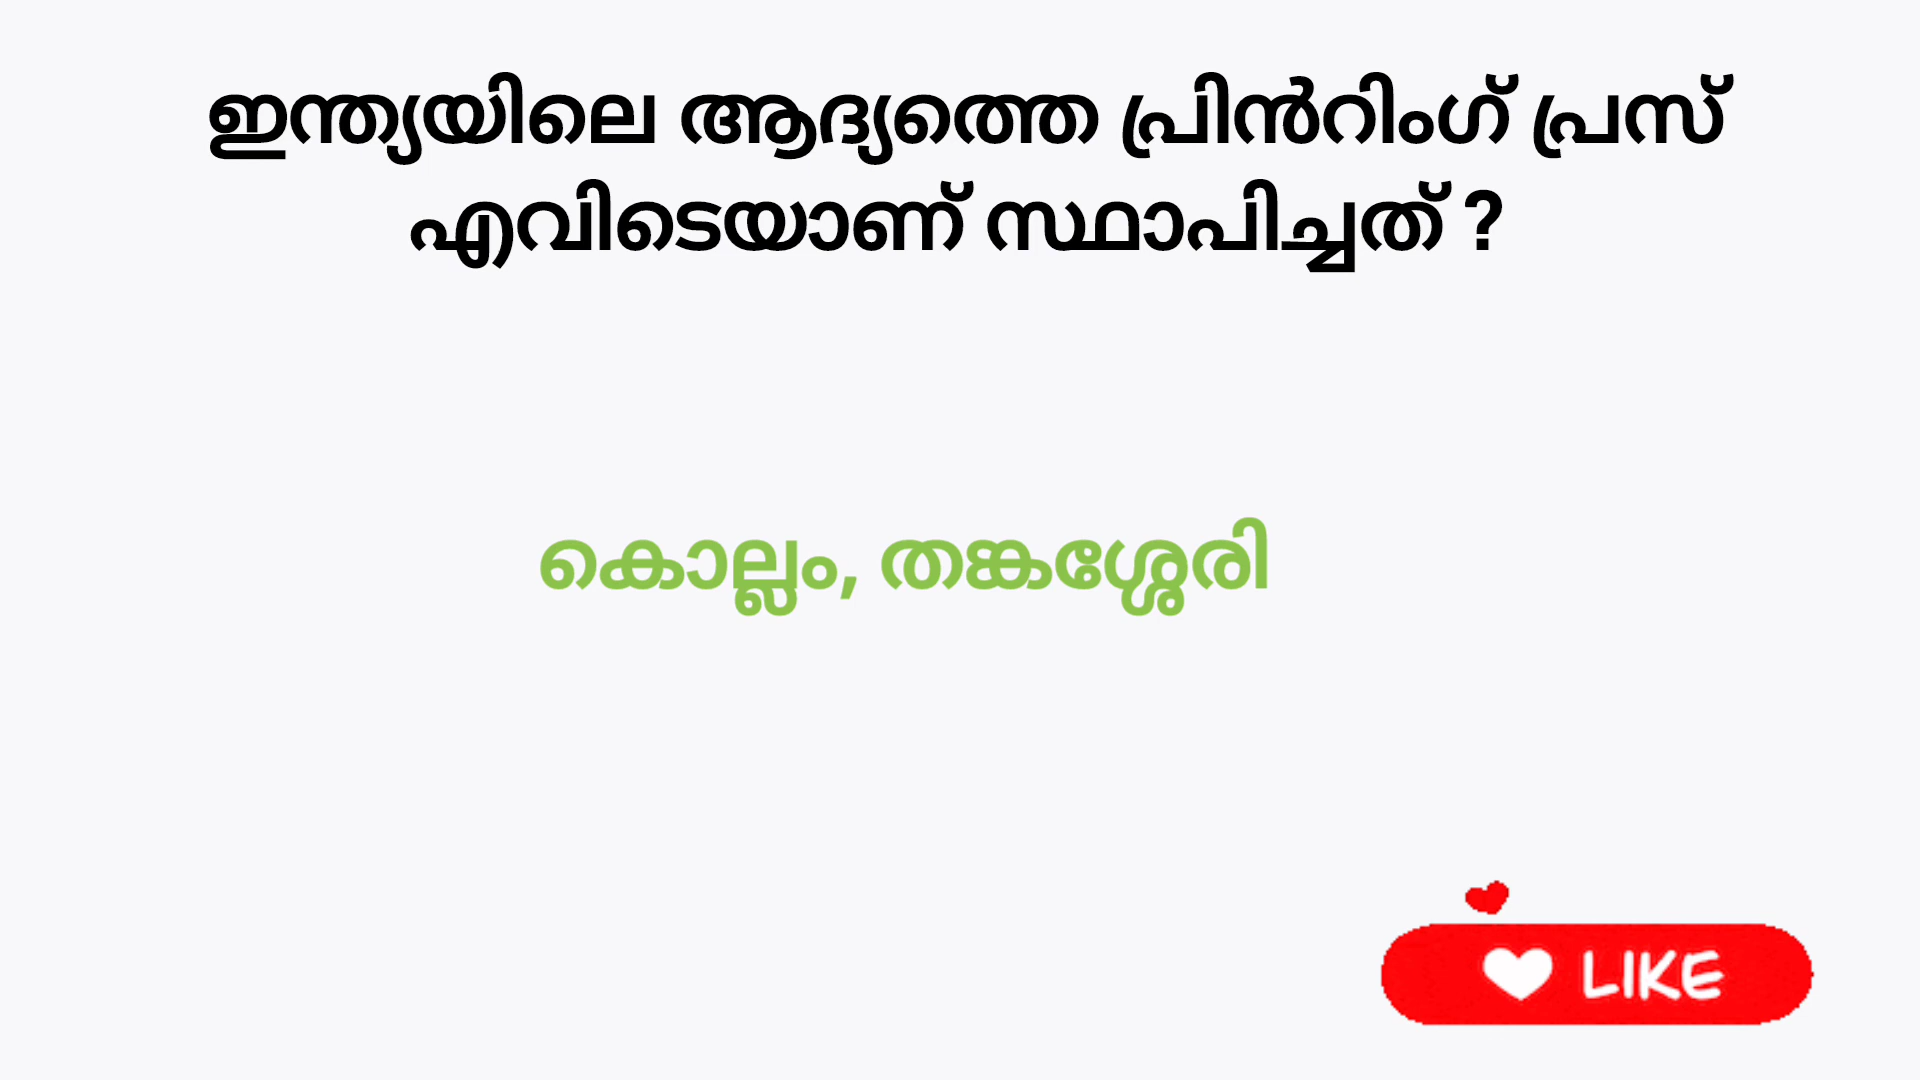 ഇന്ത്യയിലെ ആദ്യത്തെ പ്രിൻറിംഗ് പ്രസ്
എവിടെയാണ് സ്ഥാപിച്ചത് ?
കൊല്ലം, തങ്കശ്ശേരി
LIKE